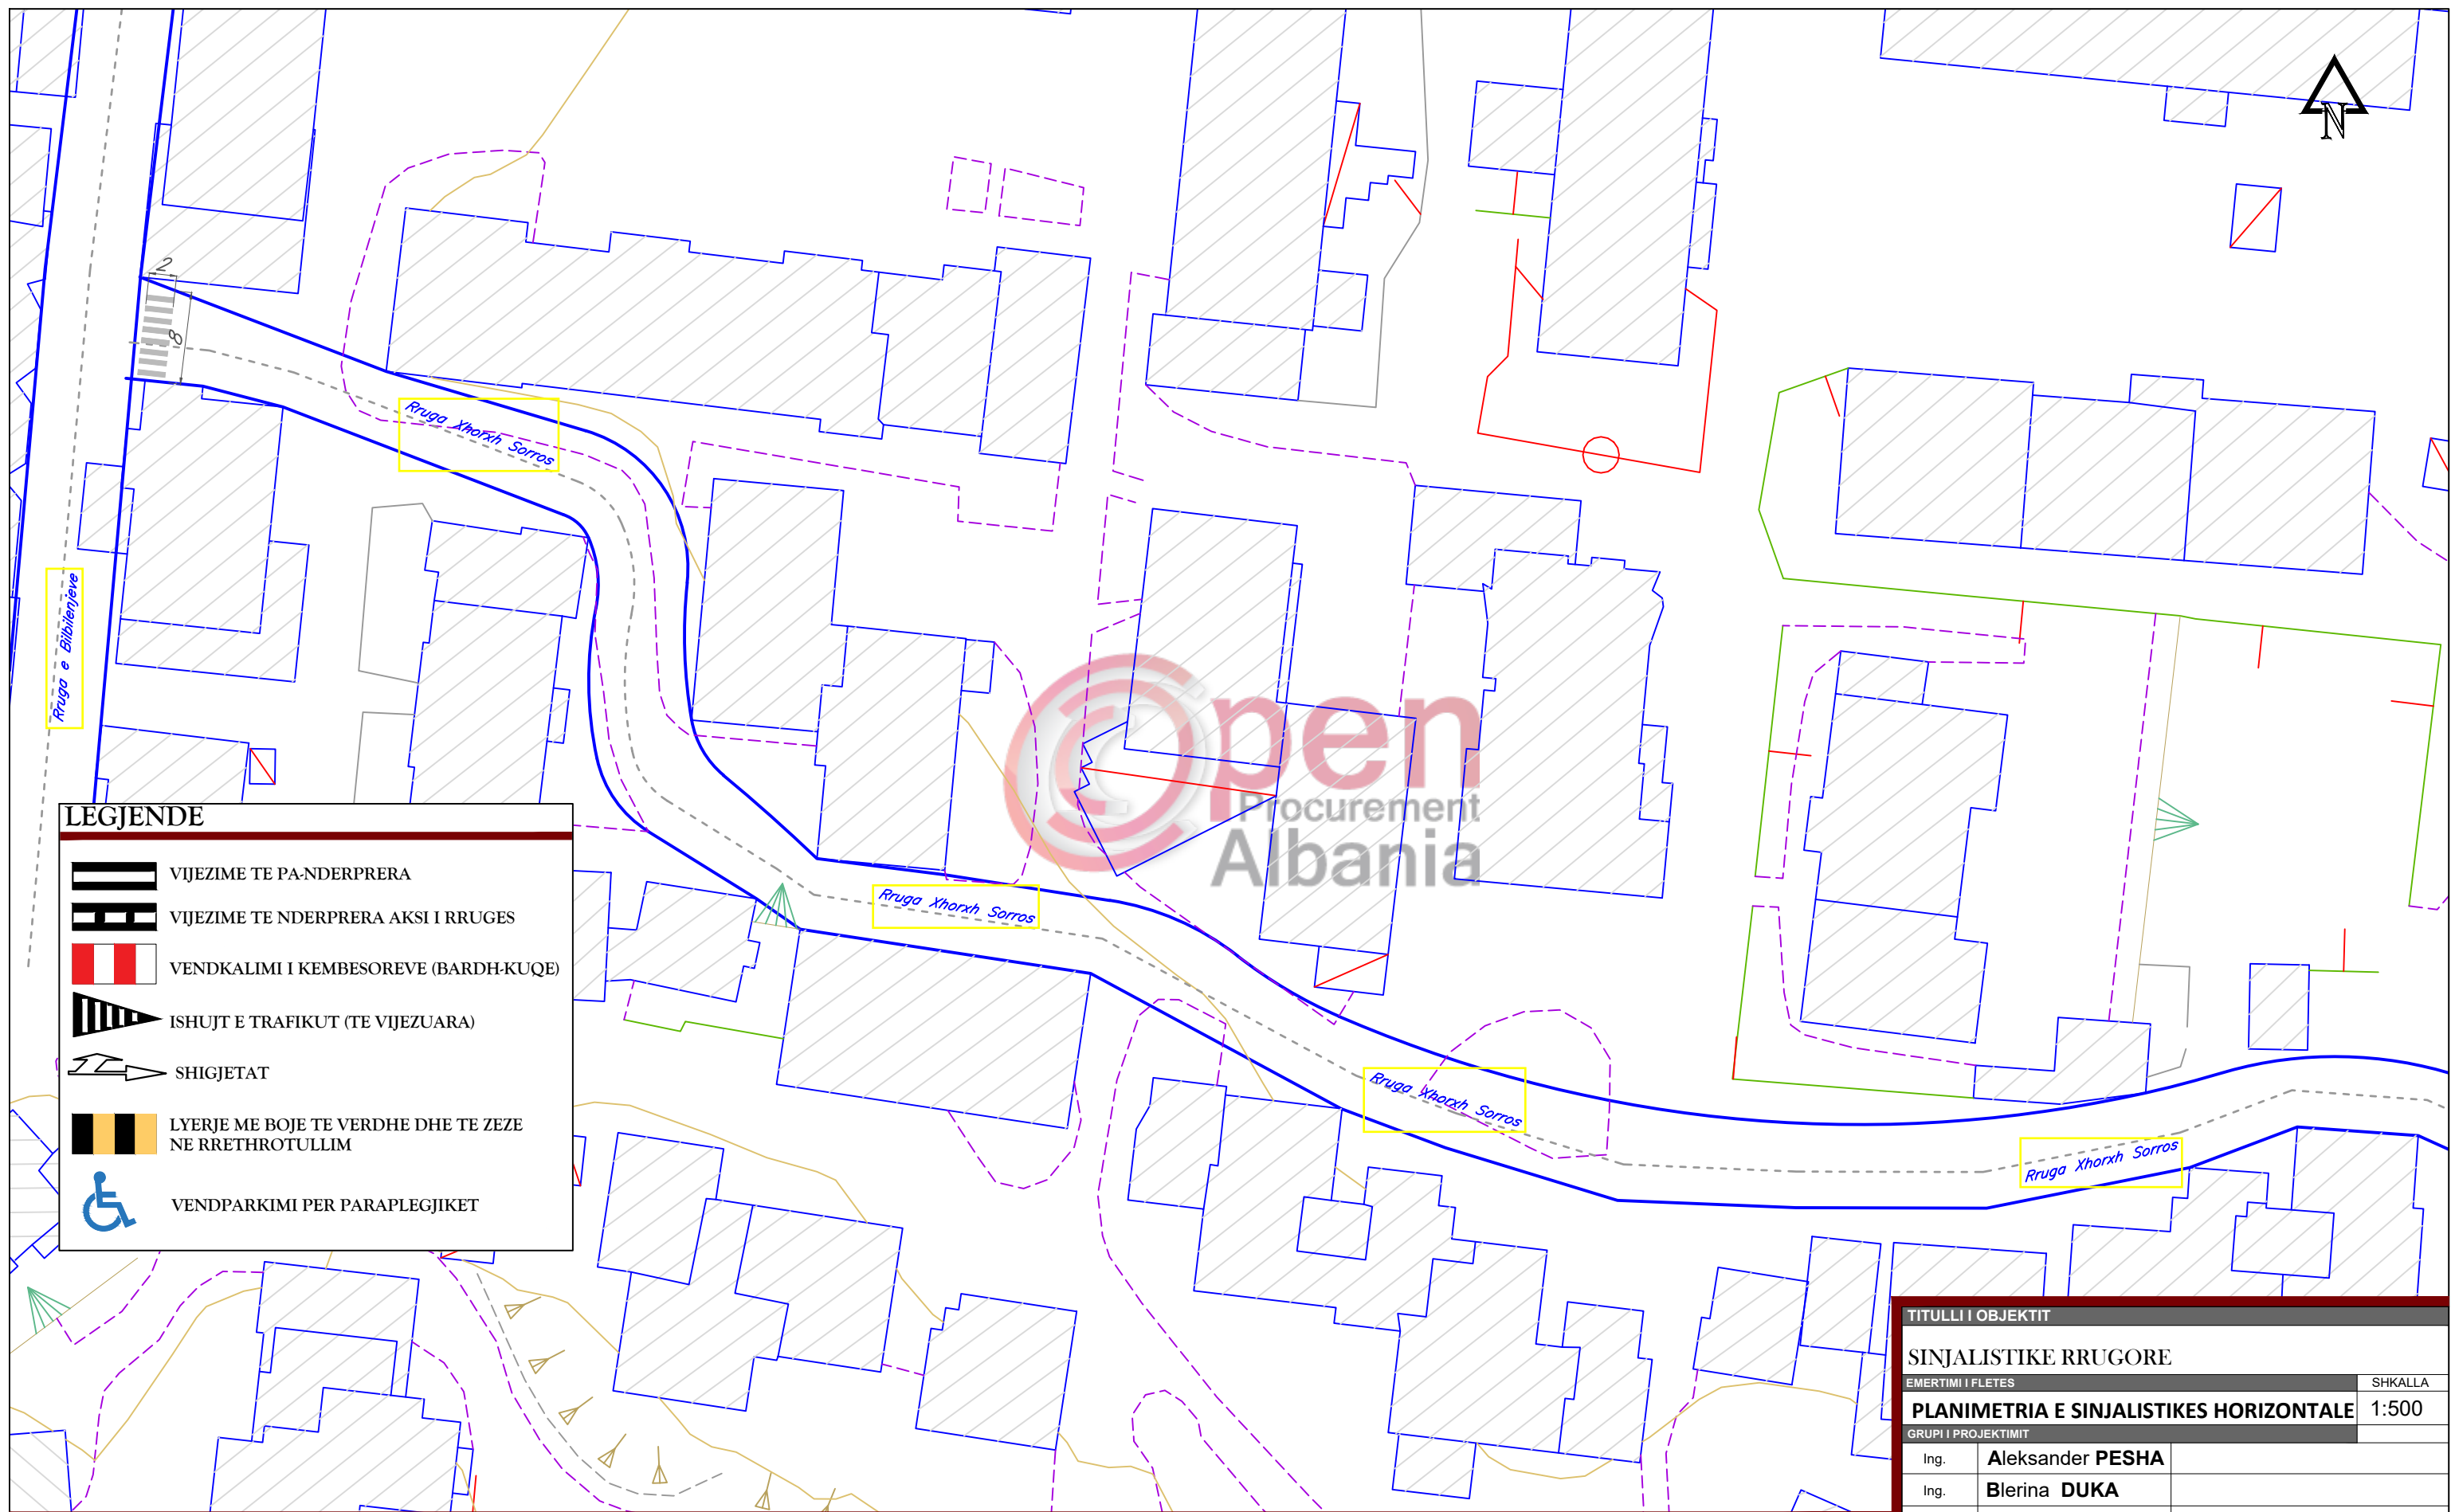 N
2
8
Rruga Xhorxh Sorros
Rruga e Bilbilenjeve
Open
Procurement
Albania
Rruga Xhorxh Sorros
Rruga Xhorxh Sorros
Rruga Xhorxh Sorros
LEGJENDE
VIJEZIME TE PA-NDERPRERA
VIJEZIME TE NDERPRERA AKSI I RRUGES
VENDKALIMI I KEMBESOREVE (BARDH-KUQE)
ISHUJT E TRAFIKUT (TE VIJEZUARA)
SHIGJETAT
LYERJE ME BOJE TE VERDHE DHE TE ZEZE
NE RRETHROTULLIM
VENDPARKIMI PER PARAPLEGJIKET
TITULLI I OBJEKTIT
SINJALISTIKE RRUGORE
EMERTIMI I FLETES SHKALLA
PLANIMETRIA E SINJALISTIKES HORIZONTALE 1:500
GRUPI I PROJEKTIMIT
Ing. Aleksander PESHA
Ing. Blerina DUKA